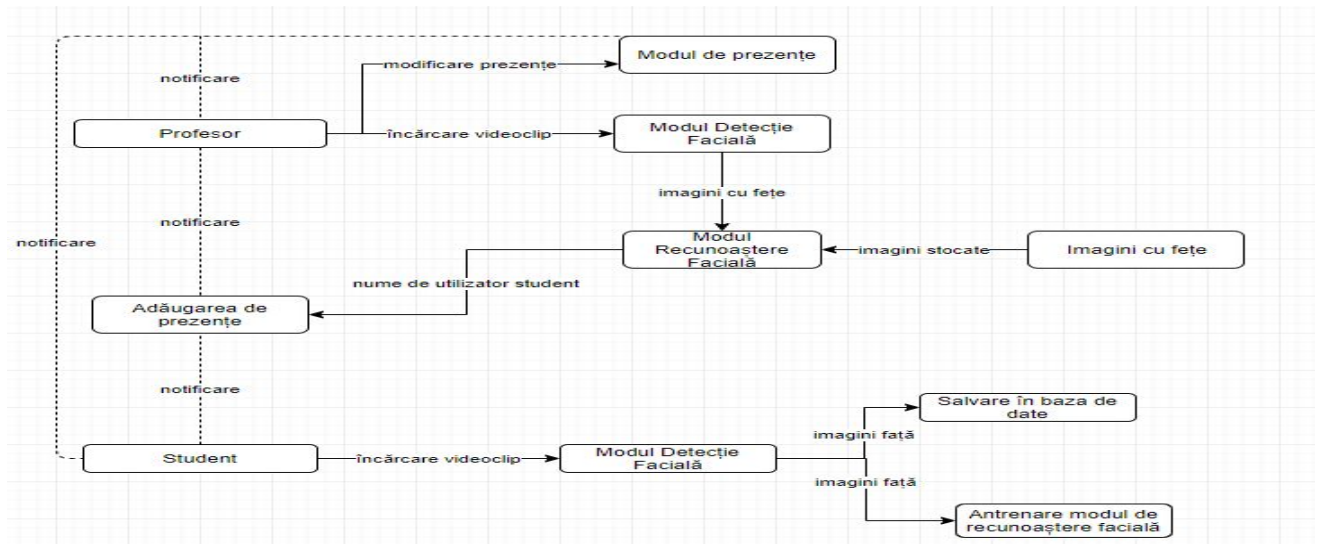 Modul de prezențe
modificare prezențe
notificare
Profesor
încărcare videoclip
Modul Detecție
Facială
imagini cu fețe
notificare
notificare
Modul
Recunoaștere
Facială
imagini stocate
Imagini cu fețe
nume de utilizator student
Adăugarea de
prezențe
notificare
Salvare în baza de
date
imagini față
Student
încărcare videoclip
Modul Detecție
Facială
imagini față
Antrenare modul de
recunoaștere facială